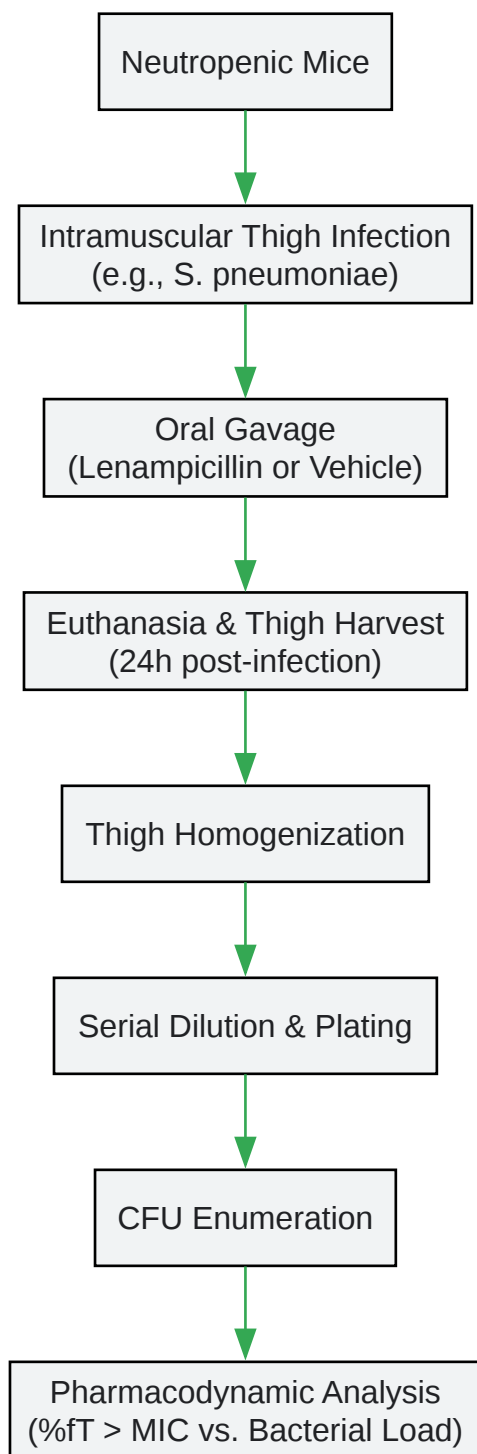 Neutropenic Mice
Intramuscular Thigh Infection
(e.g., S. pneumoniae)
Oral Gavage
(Lenampicillin or Vehicle)
Euthanasia & Thigh Harvest
(24h post-infection)
Thigh Homogenization
Serial Dilution & Plating
CFU Enumeration
Pharmacodynamic Analysis
(%fT > MIC vs. Bacterial Load)